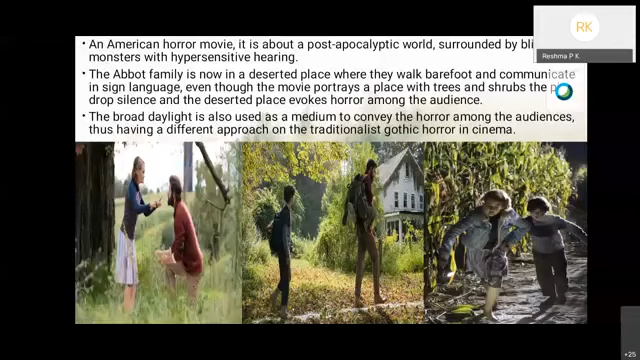 • An American horror movie, it is about a post-apocalyptic world, surrounded by
monsters with hypersensitive hearing.
• The Abbot family is now in a deserted place where they walk barefoot and communicate
in sign language, even though the movie portrays a place with trees and shrubs the
drop silence and the deserted place evokes horror among the audience.
• The broad daylight is also used as a medium to convey the horror among the audiences,
thus having a different approach on the traditionalist gothic horror in cinema.
RK
Reshma P K
+25